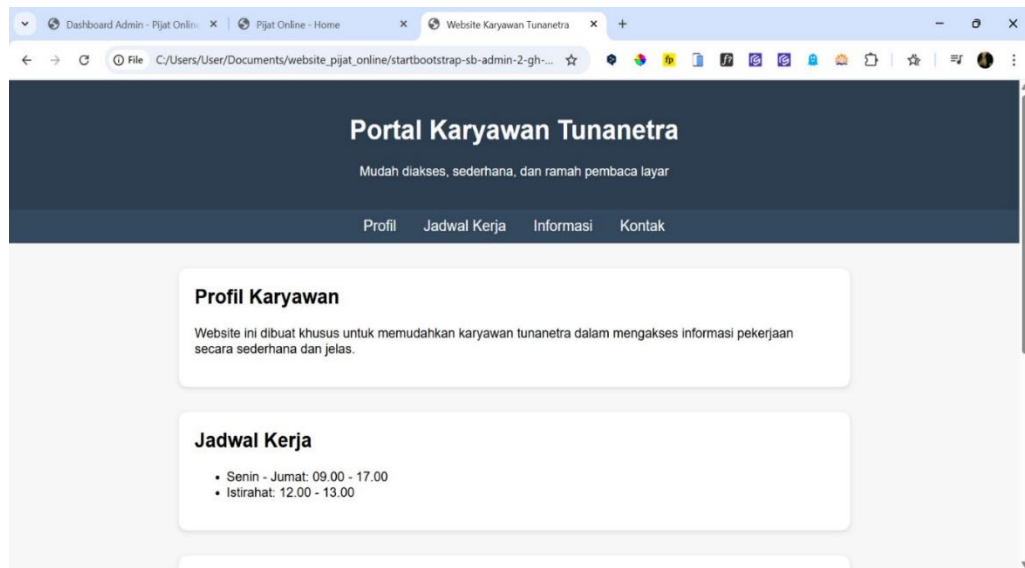 Dashboard Admin - Pijat Onlin
Pijat Online - Home
Website Karyawan Tunanetra
File
C:/Users/User/Documents/website_pijat_online/startbootstrap-sb-admin-2-gh-...
Portal Karyawan Tunanetra
Mudah diakses, sederhana, dan ramah pembaca layar
Profil
Jadwal Kerja
Informasi
Kontak
Profil Karyawan
Website ini dibuat khusus untuk memudahkan karyawan tunanetra dalam mengakses informasi pekerjaan
secara sederhana dan jelas.
Jadwal Kerja
• Senin - Jumat: 09.00 - 17.00
• Istirahat: 12.00 - 13.00